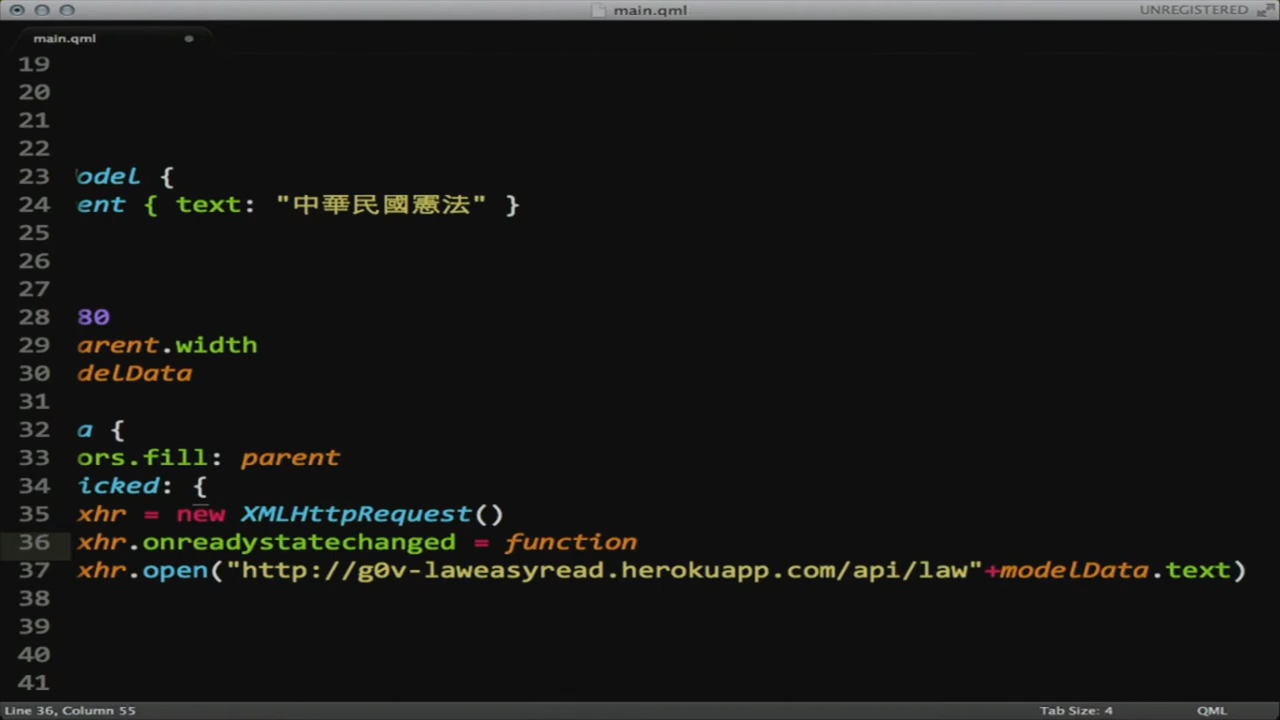 main.qml
UNREGISTERED
main.qml
19
20
21
22
23 odel {
24 ent { text: "中華民國憲法" }
25
26
27
28 80
29 arent.width
30 delData
31
32 a {
33 ors.fill: parent
34 icked: {
35 xhr = new XMLHttpRequest()
36 xhr.onreadystatechanged = function
37 xhr.open("http://g0v-laweasyread.herokuapp.com/api/law"+modelData.text)
38
39
40
41
Line 36, Column 55
Tab Size: 4
QML